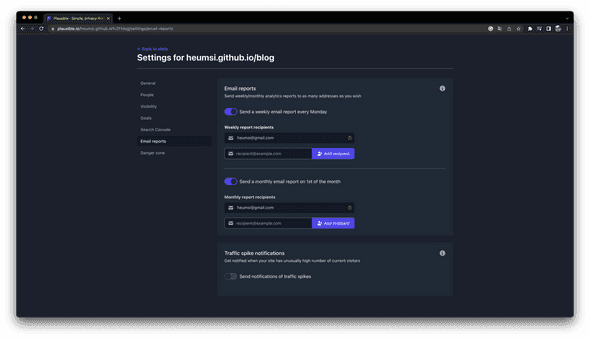 Plausible · Simple, privacy-fri
plausible.io/heumsi.github.io%2Fblog/settings/email-reports
← Back to stats
Settings for heumsi.github.io/blog
General
People
Visibility
Goals
Search Console
Email reports
Danger zone
Email reports
Send weekly/monthly analytics reports to as many addresses as you wish
Send a weekly email report every Monday
Weekly report recipients
heumsi@gmail.com
recipient@example.com
Add recipient
Send a monthly email report on 1st of the month
Monthly report recipients
heumsi@gmail.com
recipient@example.com
Add recipient
Traffic spike notifications
Get notified when your site has unusually high number of current visitors
Send notifications of traffic spikes